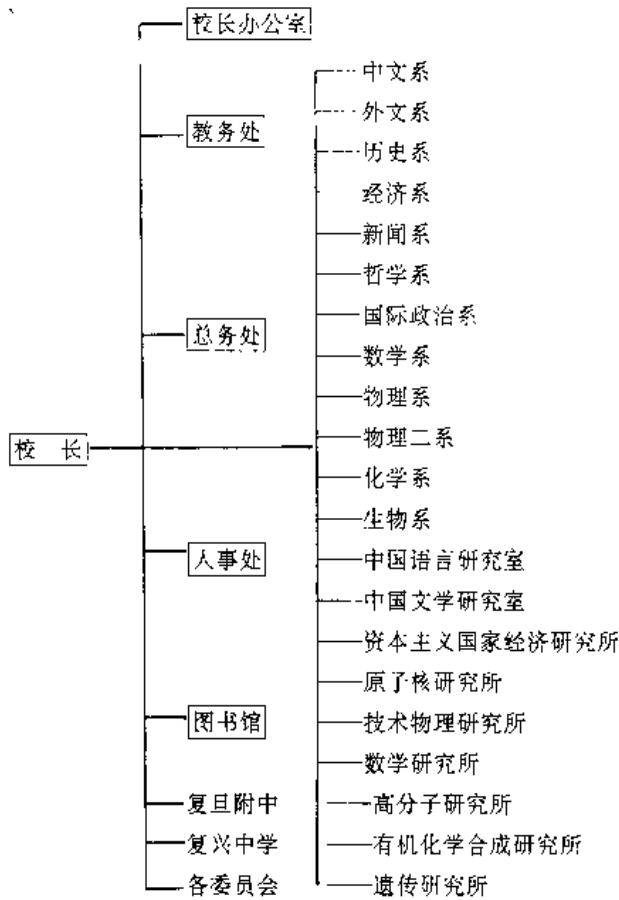 校长办公室
教务处
总务处
校 长
人事处
图书馆
复旦附中
复兴中学
各委员会
中文系
外文系
历史系
经济系
新闻系
哲学系
国际政治系
数学系
物理系
物理二系
化学系
生物系
中国语言研究室
中国文学研究室
资本主义国家经济研究所
原子核研究所
技术物理研究所
数学研究所
高分子研究所
有机化学合成研究所
遗传研究所